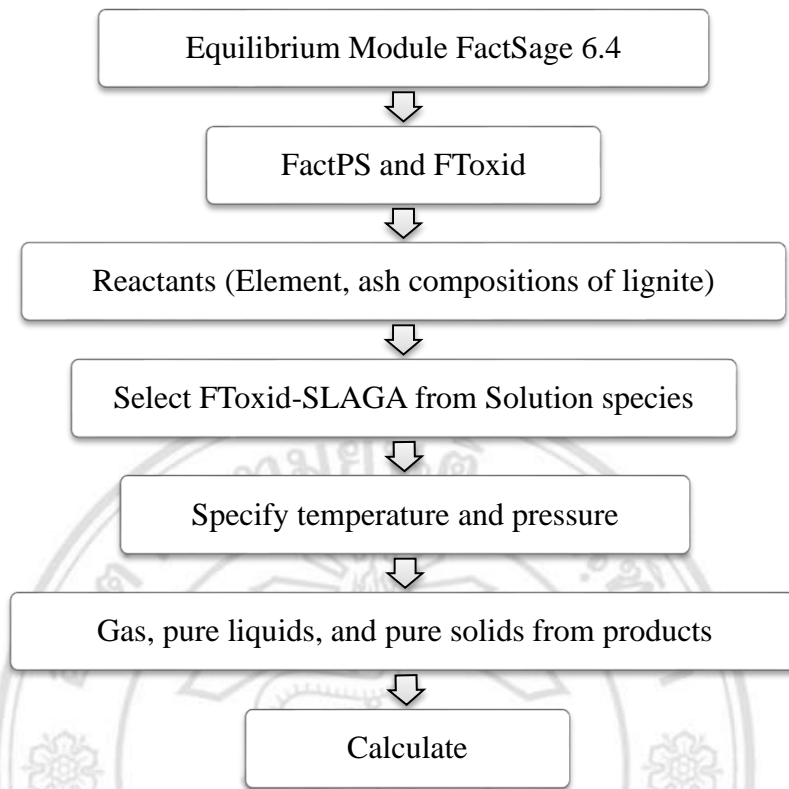 Equilibrium Module FactSage 6.4
FactPS and FToxid
Reactants (Element, ash compositions of lignite)
Select FToxid-SLAGA from Solution species
Specify temperature and pressure
Gas, pure liquids, and pure solids from products
Calculate